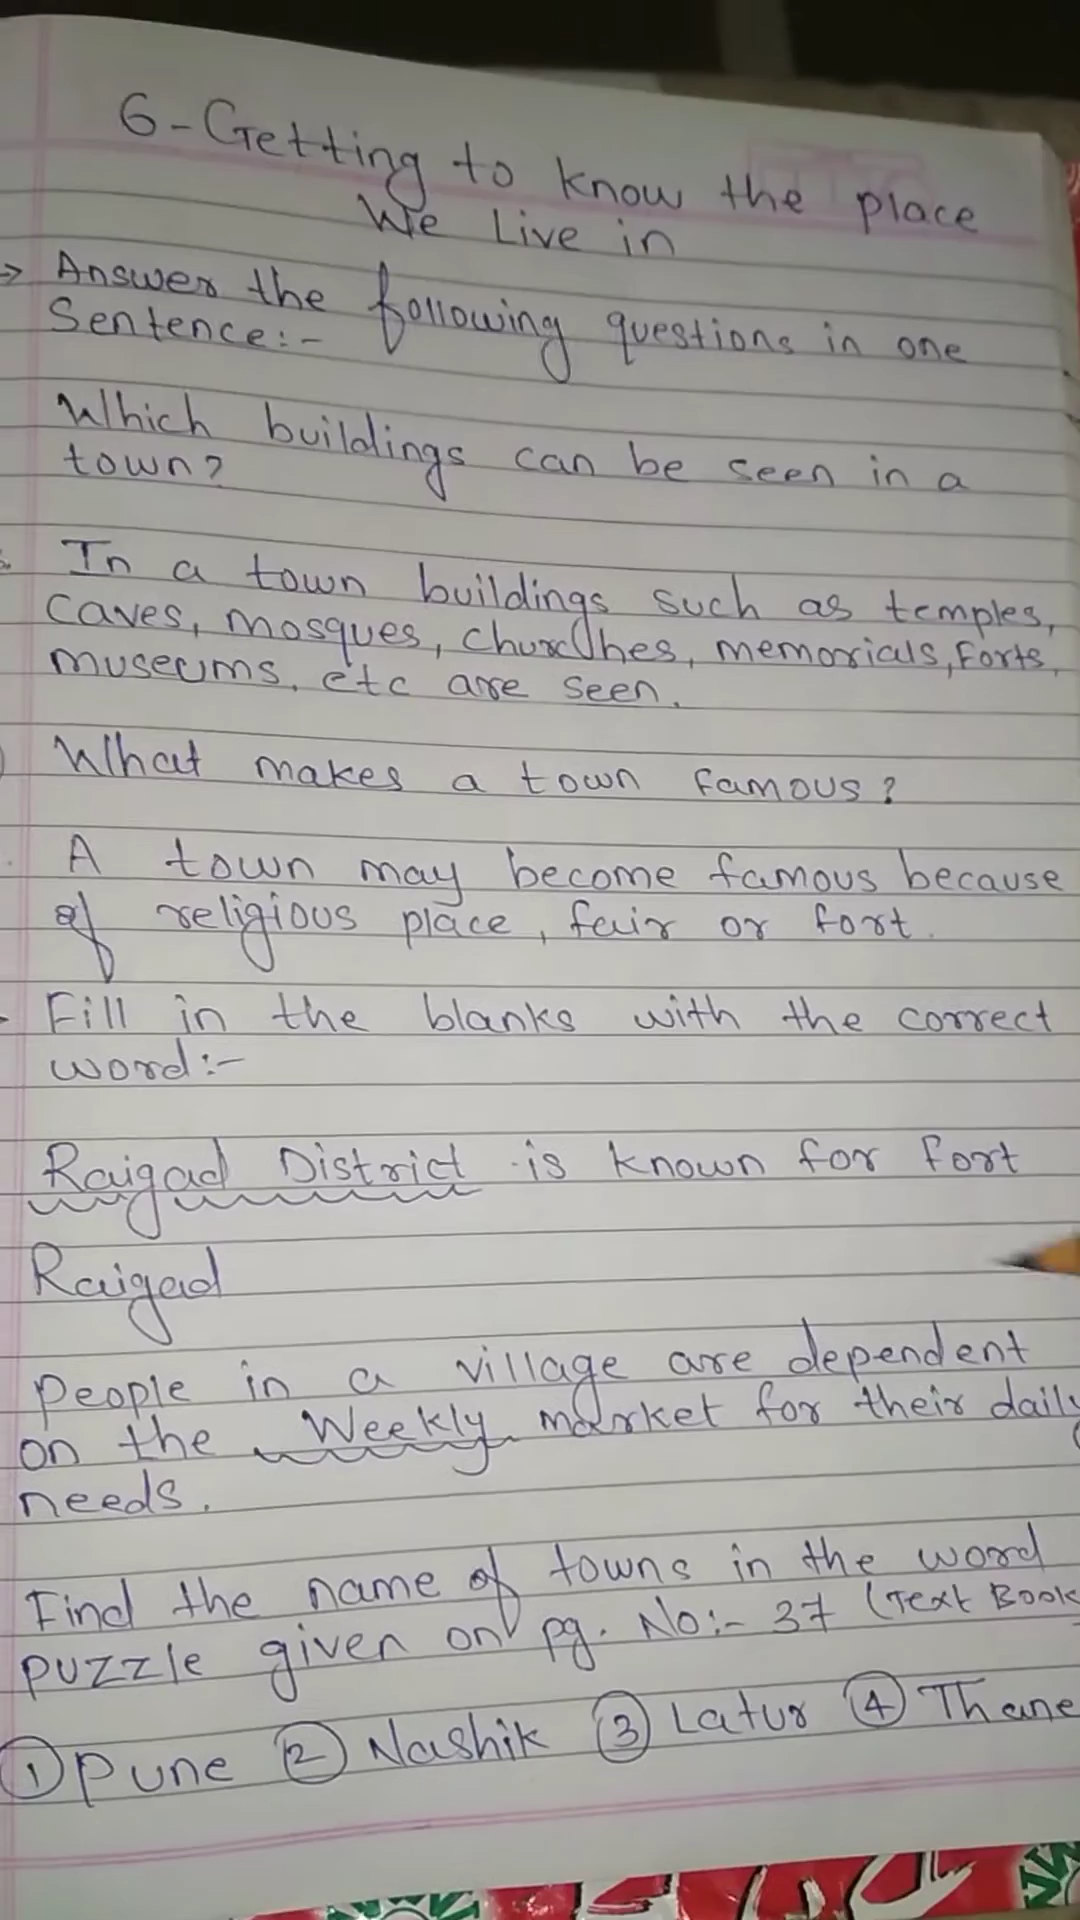 6-Getting to know the place
We Live in
→ Answer the following questions in one
Sentence:-
Which buildings can be seen in a
town?
In a town buildings such as temples,
caves, mosques, churches, memorials, Forts,
museums, etc are seen.
What makes a town famous?
A town may become famous because
of religious place, fair or fort.
Fill in the blanks with the correct
word:-
Raigad District is known for fort
Raigad
People in a village are dependent
on the Weekly market for their daily
needs.
Find the name of towns in the word
puzzle given on pg. No:- 37 (Text Book
① Pune ② Nashik ③ Latur ④ Thane